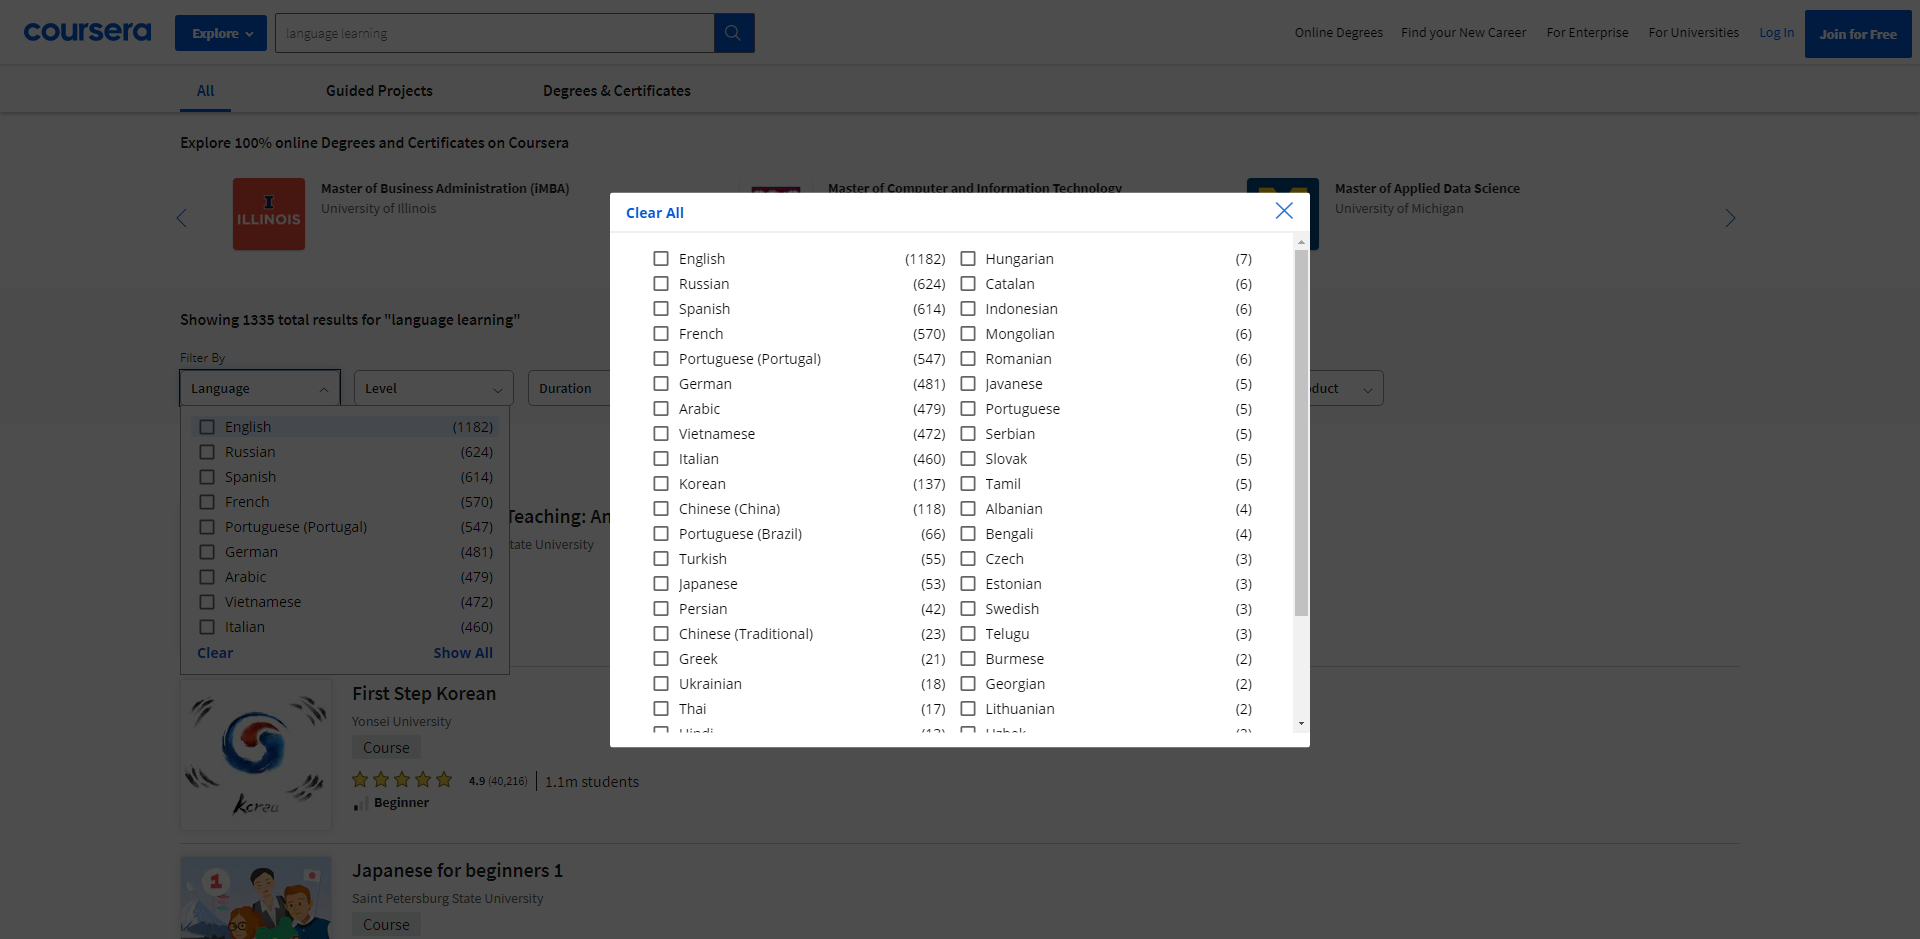 coursera
Explore
language learning
Online Degrees
Find your New Career
For Enterprise
For Universities
Log In
Join for Free
All
Guided Projects
Degrees & Certificates
Explore 100% online Degrees and Certificates on Coursera
I
ILLINOIS
Master of Business Administration (iMBA)
University of Illinois
Master of Computer and Information Technology
Master of Applied Data Science
University of Michigan
Showing 1335 total results for "language learning"
Filter By
Language
Level
Duration
duct
English (1182)
Russian (624)
Spanish (614)
French (570)
Portuguese (Portugal) (547)
German (481)
Arabic (479)
Vietnamese (472)
Italian (460)
Clear
Show All
Teaching: An
tate University
Clear All
English (1182)
Russian (624)
Spanish (614)
French (570)
Portuguese (Portugal) (547)
German (481)
Arabic (479)
Vietnamese (472)
Italian (460)
Korean (137)
Chinese (China) (118)
Portuguese (Brazil) (66)
Turkish (55)
Japanese (53)
Persian (42)
Chinese (Traditional) (23)
Greek (21)
Ukrainian (18)
Thai (17)
Hindi
Hungarian (7)
Catalan (6)
Indonesian (6)
Mongolian (6)
Romanian (6)
Javanese (5)
Portuguese (5)
Serbian (5)
Slovak (5)
Tamil (5)
Albanian (4)
Bengali (4)
Czech (3)
Estonian (3)
Swedish (3)
Telugu (3)
Burmese (2)
Georgian (2)
Lithuanian (2)
Uzbek
Korea
First Step Korean
Yonsei University
Course
4.9 (40,216)
1.1m students
Beginner
1
Japanese for beginners 1
Saint Petersburg State University
Course